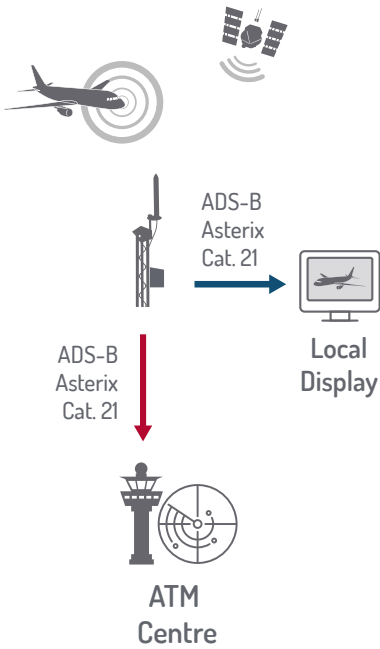 ADS-B
Asterix
Cat. 21
Local
Display
ADS-B
Asterix
Cat. 21
ATM
Centre